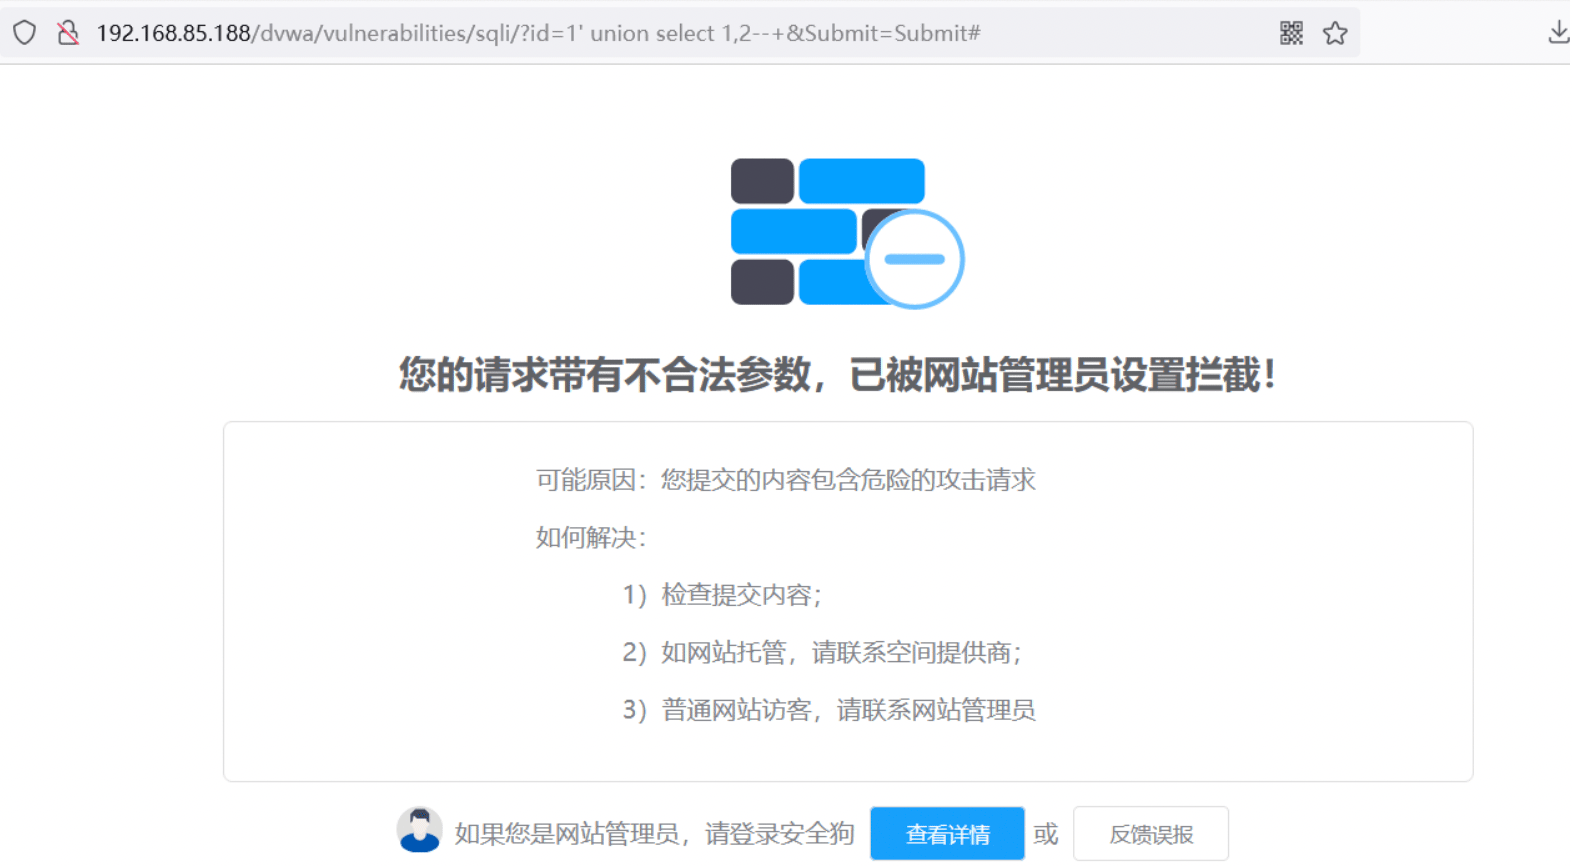 192.168.85.188/dvwa/vulnerabilities/sqli/?id=1' union select 1,2--+&Submit=Submit#
您的请求带有不合法参数，已被网站管理员设置拦截！
可能原因：您提交的内容包含危险的攻击请求
如何解决：
1）检查提交内容；
2）如网站托管，请联系空间提供商；
3）普通网站访客，请联系网站管理员
如果您是网站管理员，请登录安全狗 查看详情 或 反馈误报